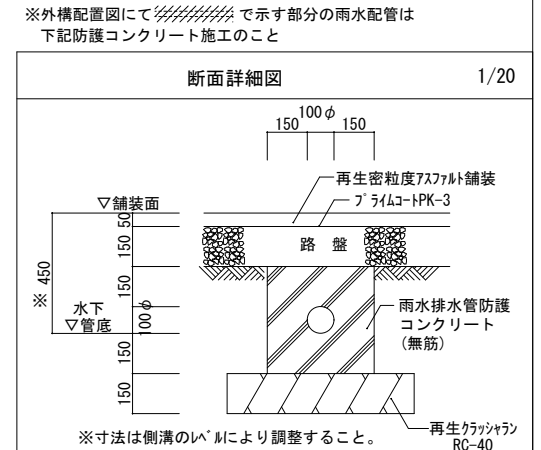 ※外構配置図にて で示す部分の雨水配管は
下記防護コンクリート施工のこと
断面詳細図
1/20
100φ
150
150
再生密粒度ｱｽﾌｧﾙﾄ舗装
ﾌﾟﾗｲﾑｺｰﾄPK-3
▽舗装面
50
150
路盤
※ 450
150
水下
▽管底
100φ
雨水排水管防護
コンクリート
(無筋)
150
150
再生ｸﾗｯｼｬﾗﾝ
RC-40
※寸法は側溝のﾚﾍﾞﾙにより調整すること。